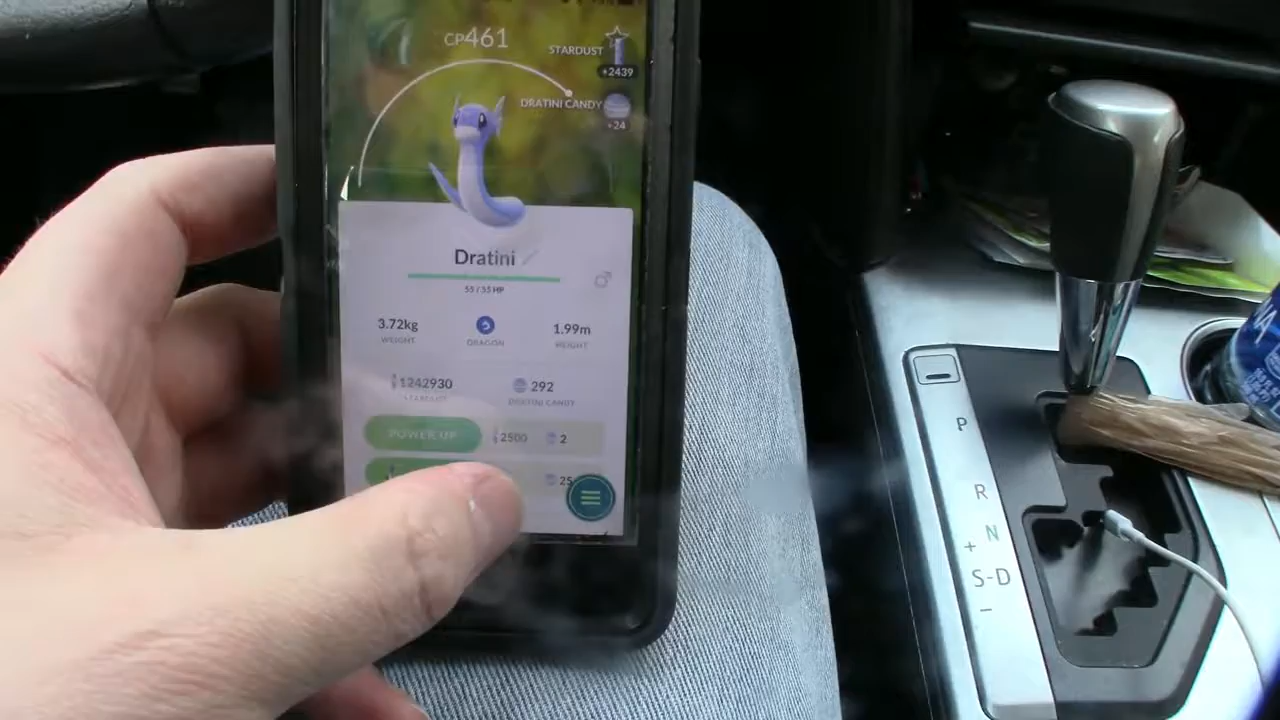 CP461
STARDUST
+2439
DRATINI CANDY
+24
Dratini
55 / 55 HP
3.72kg
WEIGHT
DRAGON
1.99m
HEIGHT
1242930
STARDUST
292
DRATINI CANDY
POWER UP
2500
2
25
P
R
N
+
S-D
-